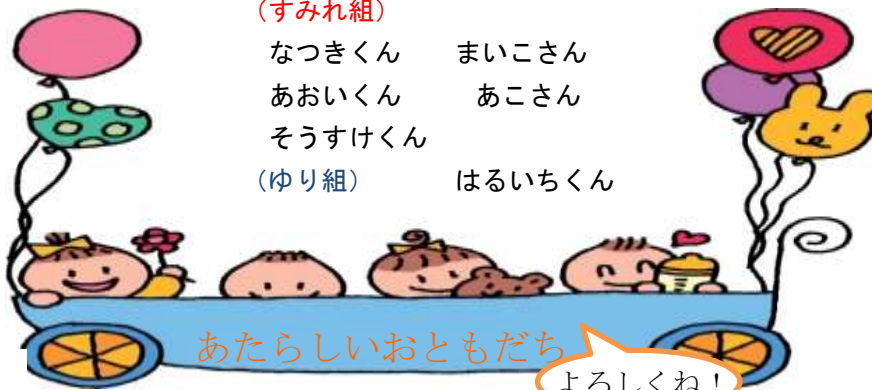 （すみれ組）
なつきくん　　まいこさん
あおいくん　　あこさん
そうすけくん
（ゆり組）　　はるいちくん
あたらしいおともだち
よろしくね！